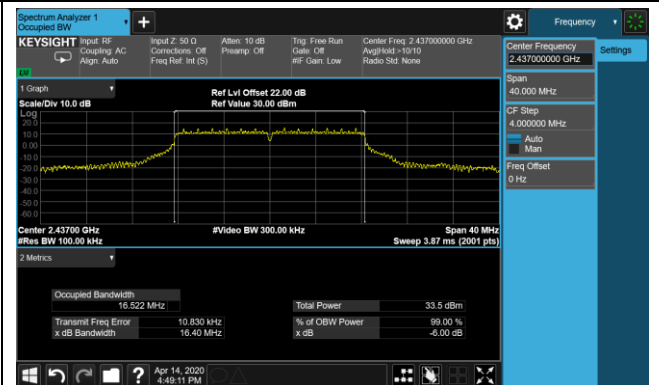 Spectrum Analyzer 1
Occupied BW
+
Frequency
KEYSIGHT
Input: RF
Coupling: AC
Align: Auto
Input Z: 50 Ω
Corrections: Off
Freq Ref: Int (S)
Atten: 10 dB
Preamp: Off
Trig: Free Run
Gate: Off
#IF Gain: Low
Center Freq: 2.437000000 GHz
Avg|Hold:>10/10
Radio Std: None
Center Frequency
2.437000000 GHz
Settings
Span
40.000 MHz
CF Step
4.000000 MHz
Auto
Man
Freq Offset
0 Hz
1 Graph
Scale/Div 10.0 dB
Ref Lvl Offset 22.00 dB
Ref Value 30.00 dBm
Log
20.0
10.0
0.00
-10.0
-20.0
-30.0
-40.0
-50.0
-60.0
Center 2.43700 GHz
#Video BW 300.00 kHz
Span 40 MHz
#Res BW 100.00 kHz
Sweep 3.87 ms (2001 pts)
2 Metrics
Occupied Bandwidth
16.522 MHz
Total Power 33.5 dBm
Transmit Freq Error 10.830 kHz
% of OBW Power 99.00 %
x dB Bandwidth 16.40 MHz
x dB -6.00 dB
?
Apr 14, 2020
4:49:11 PM